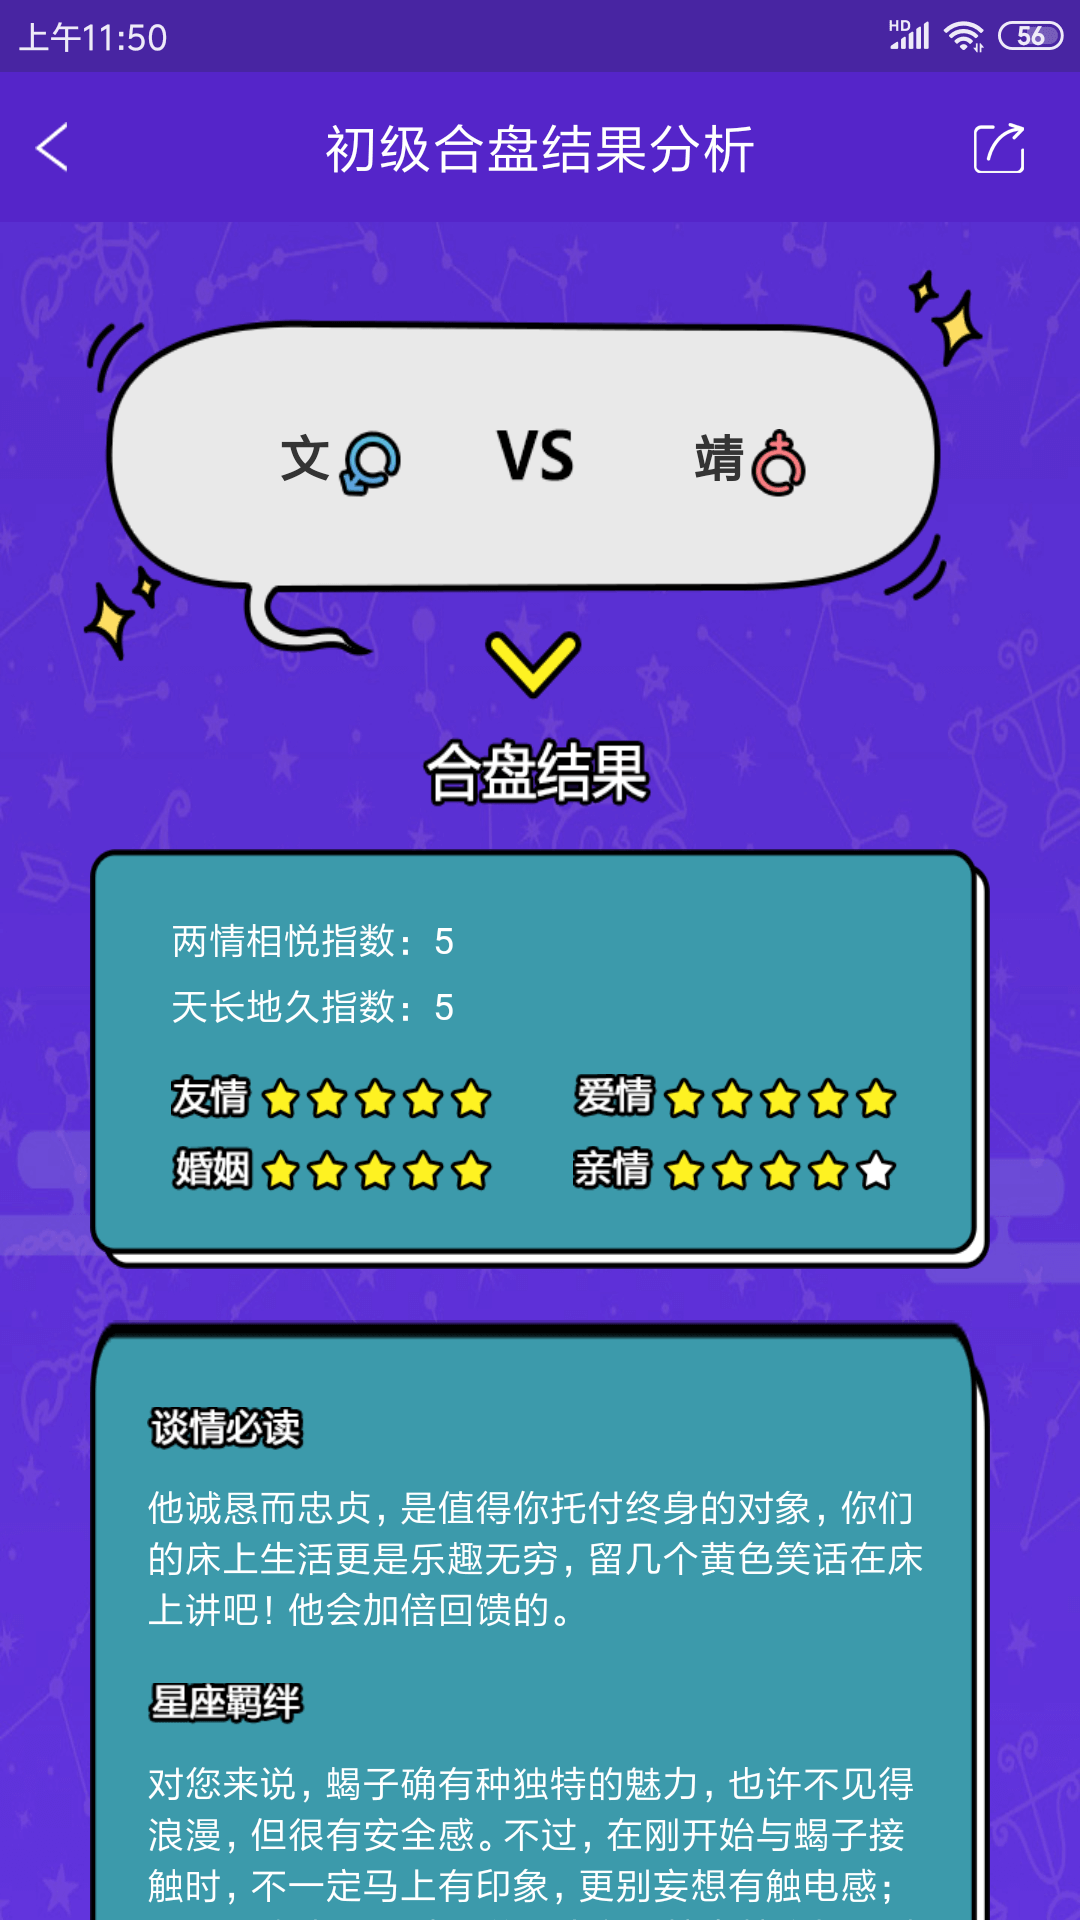 上午11:50
HD
56
初级合盘结果分析
文 VS 靖
合盘结果
两情相悦指数：5
天长地久指数：5
友情 爱情
婚姻 亲情
谈情必读
他诚恳而忠贞，是值得你托付终身的对象，你们
的床上生活更是乐趣无穷，留几个黄色笑话在床
上讲吧！他会加倍回馈的。
星座羁绊
对您来说，蝎子确有种独特的魅力，也许不见得
浪漫，但很有安全感。不过，在刚开始与蝎子接
触时，不一定马上有印象，更别妄想有触电感；